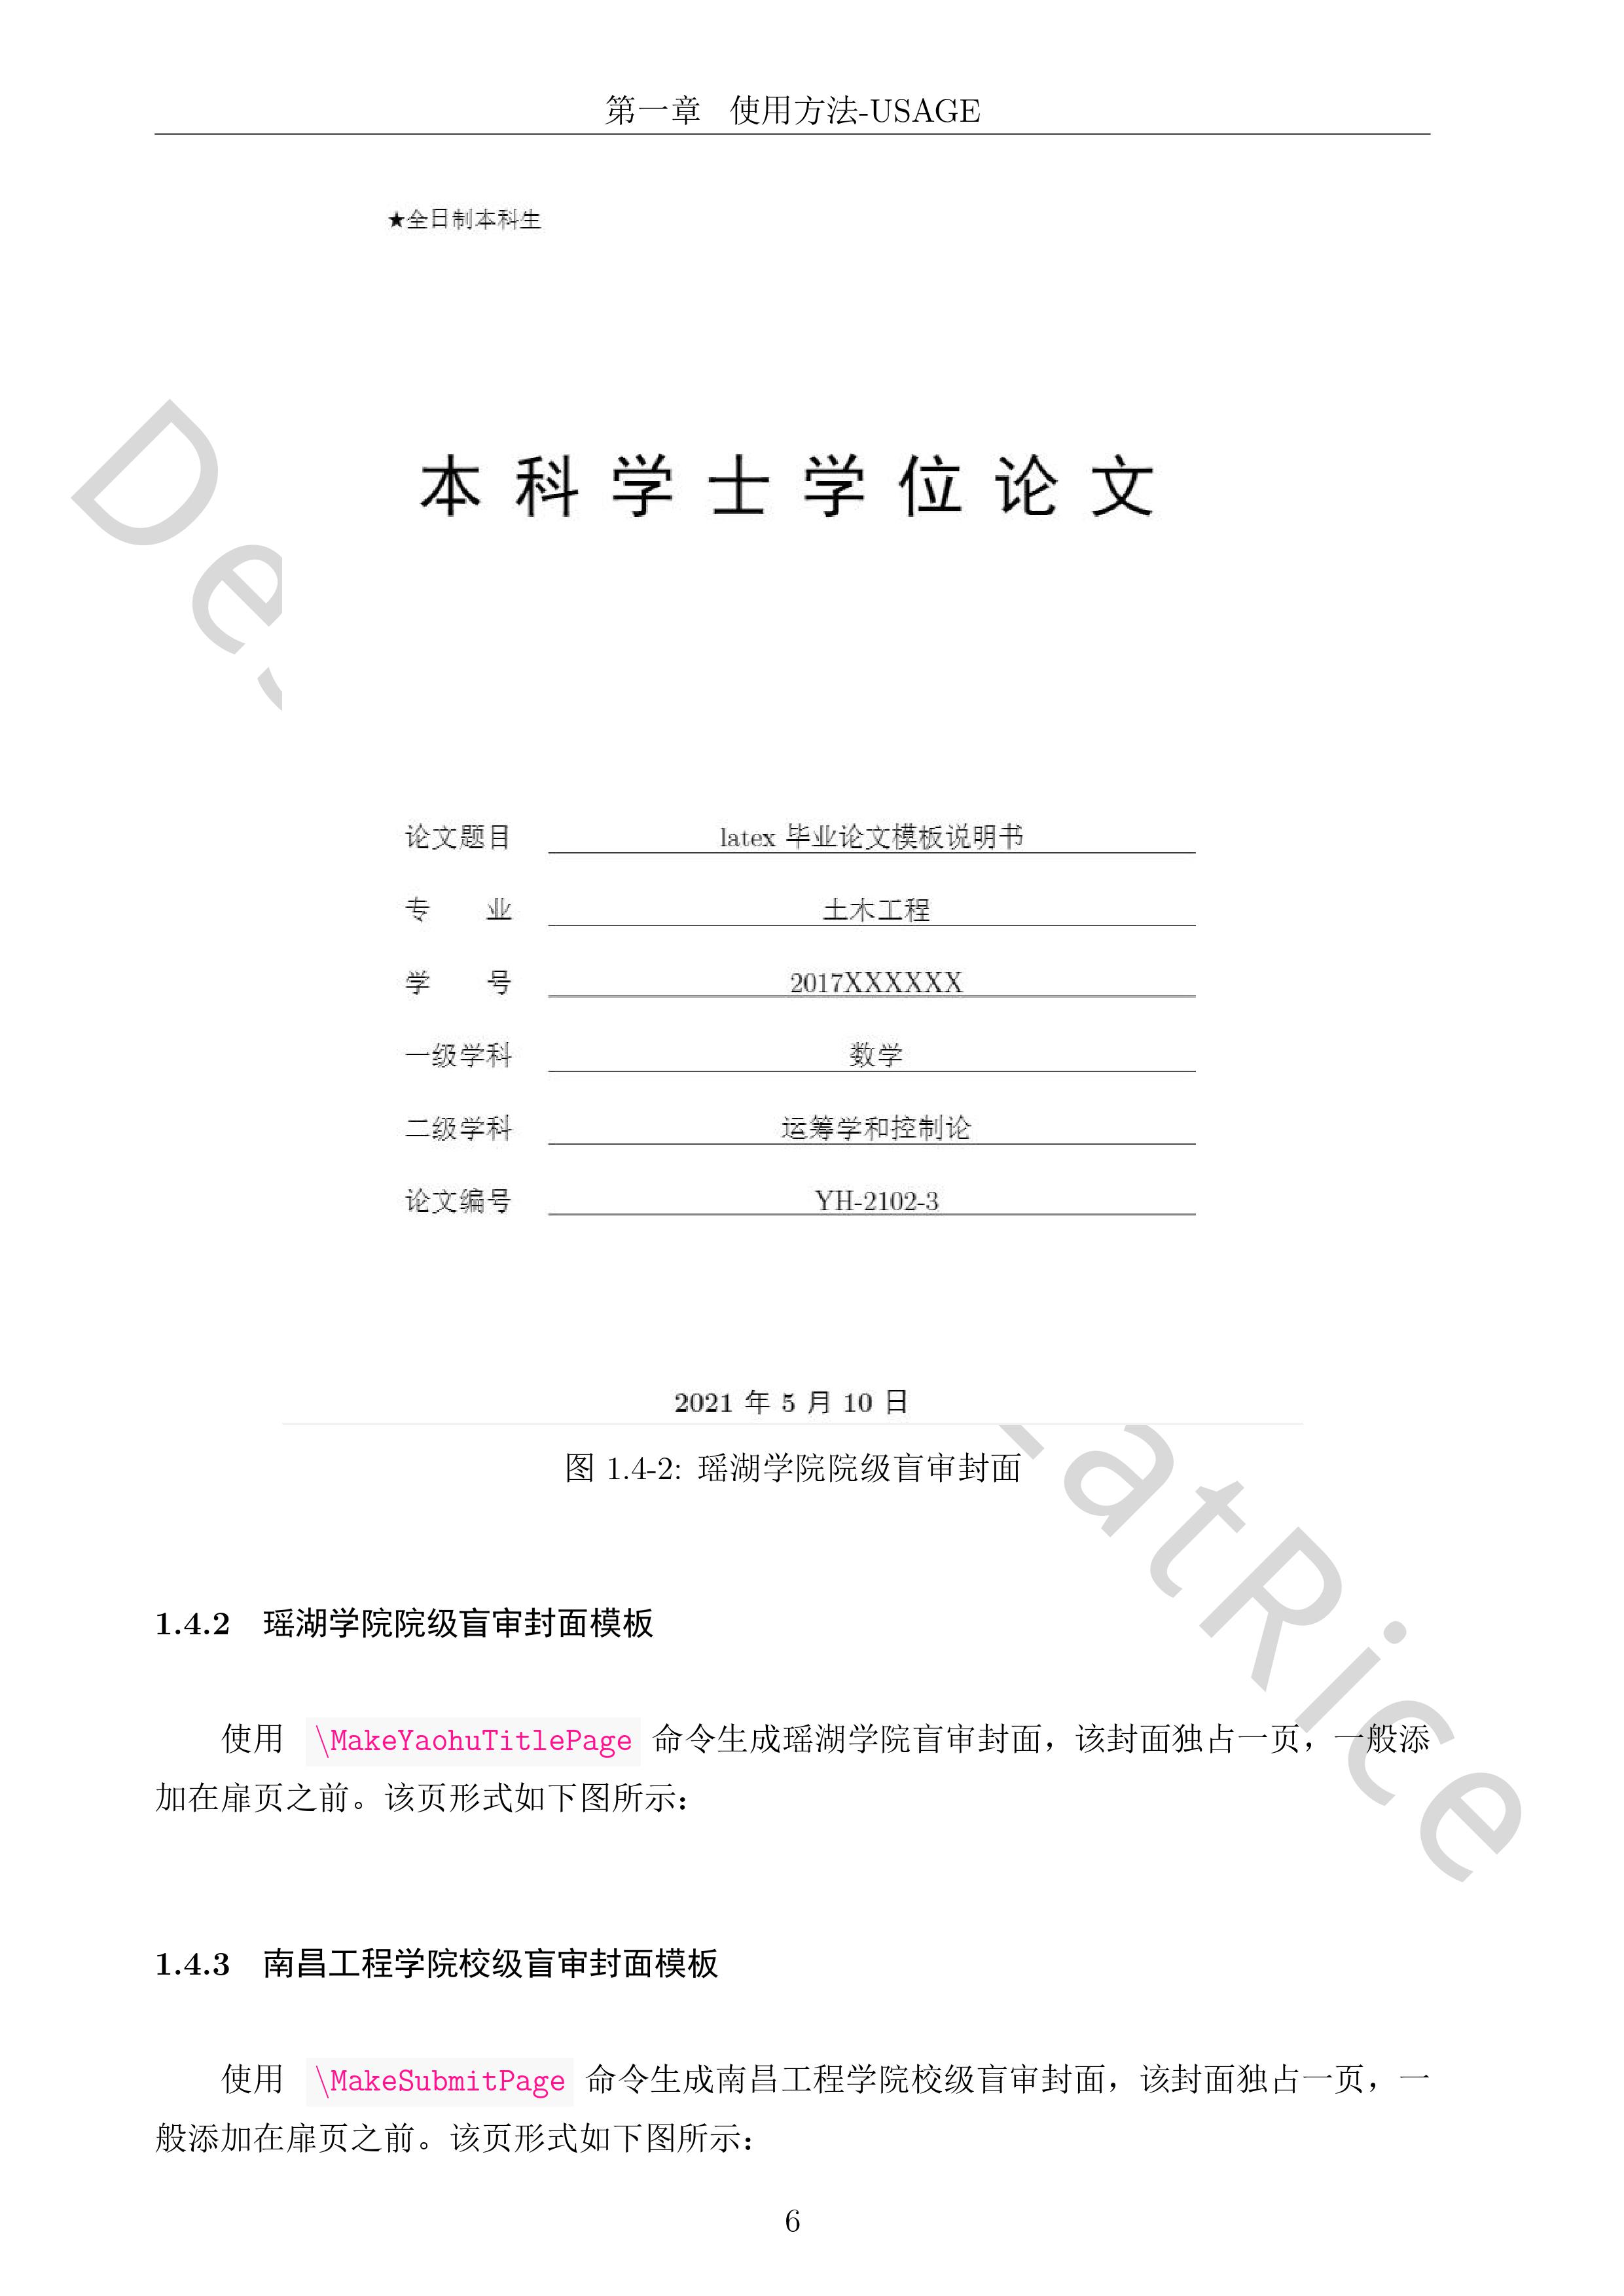 第一章 使用方法-USAGE
★全日制本科生
本科学士学位论文
论文题目 latex 毕业论文模板说明书
专 业 土木工程
学 号 2017XXXXXX
一级学科 数学
二级学科 运筹学和控制论
论文编号 YH-2102-3
2021 年 5 月 10 日
图 1.4-2: 瑶湖学院院级盲审封面
1.4.2 瑶湖学院院级盲审封面模板
使用 \MakeYaohuTitlePage 命令生成瑶湖学院盲审封面，该封面独占一页，一般添
加在扉页之前。该页形式如下图所示：
1.4.3 南昌工程学院校级盲审封面模板
使用 \MakeSubmitPage 命令生成南昌工程学院校级盲审封面，该封面独占一页，一
般添加在扉页之前。该页形式如下图所示：
6